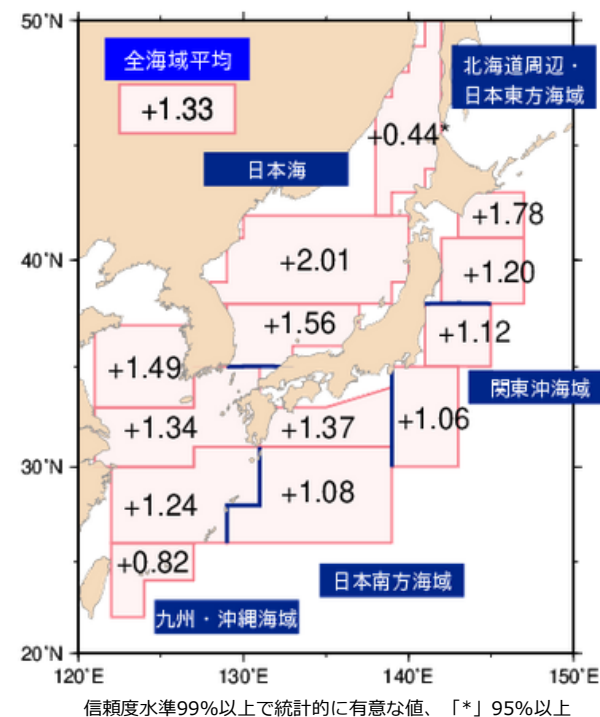 50°N
全海域平均
+1.33
北海道周辺・
日本東方海域
+0.44*
日本海
+1.78
40°N
+2.01
+1.20
+1.56
+1.12
+1.49
関東沖海域
+1.34
+1.37
+1.06
30°N
+1.24
+1.08
+0.82
日本南方海域
九州・沖縄海域
20°N
120°E
130°E
140°E
150°E
信頼度水準99%以上で統計的に有意な値、「*」95%以上